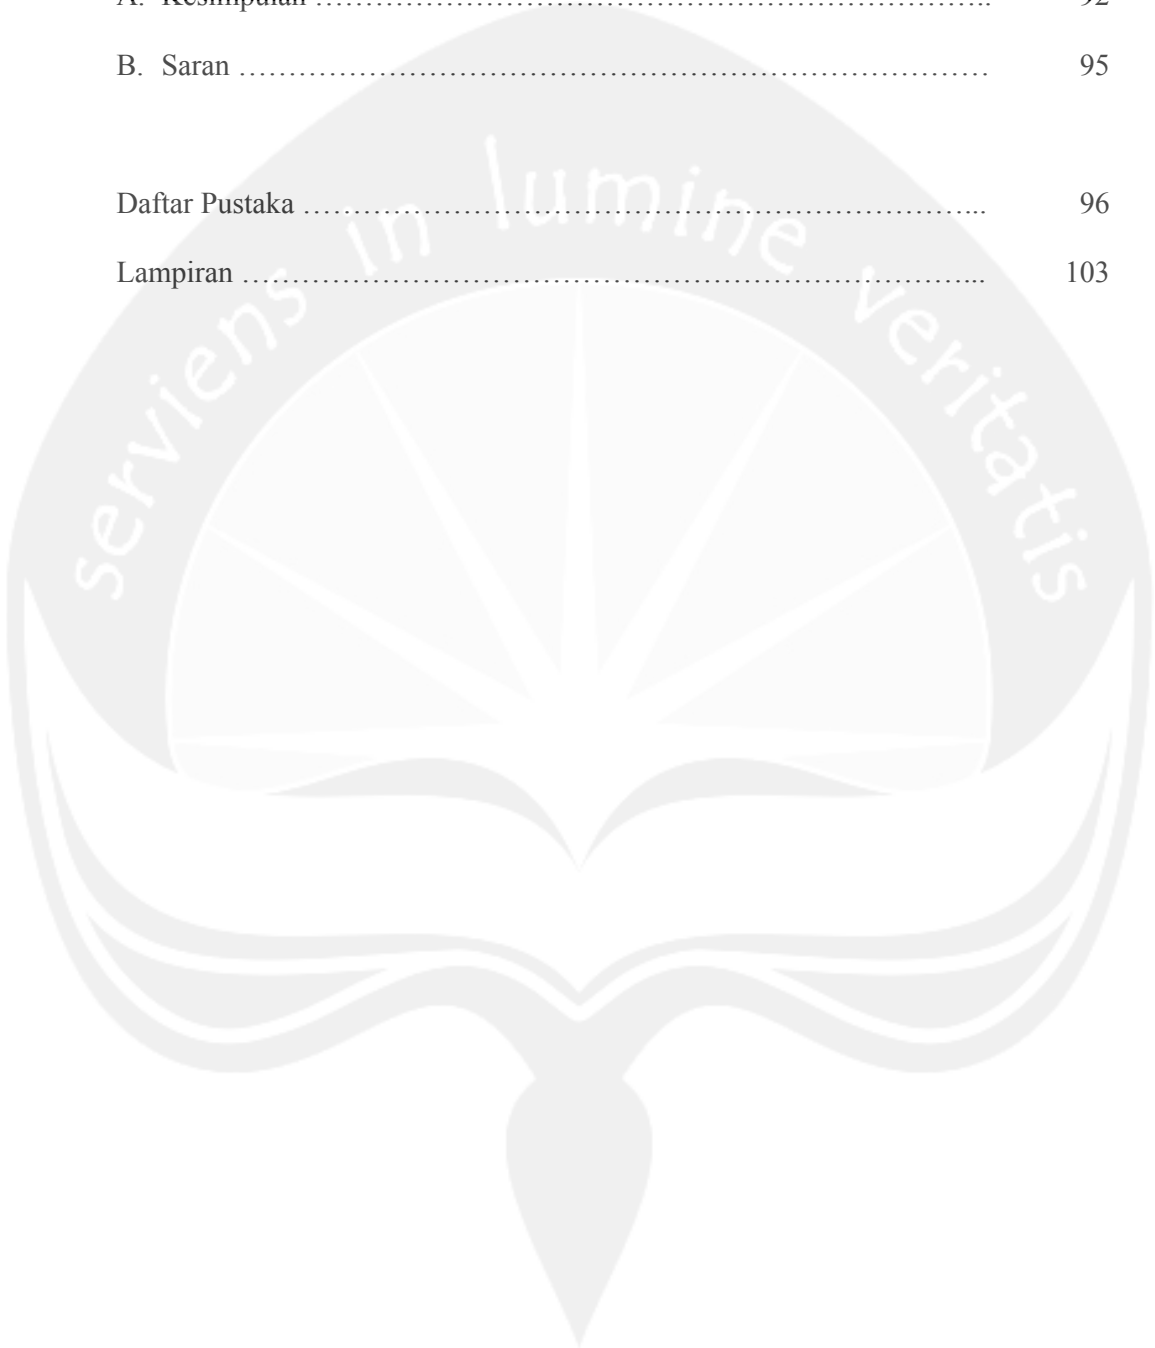 A. Kesimpulan ………………………………………………………….. 92
B. Saran ………………………………………………………………… 95
Daftar Pustaka …………………………………………………………... 96
Lampiran ………………………………………………………………... 103
serviens in lumine veritatis